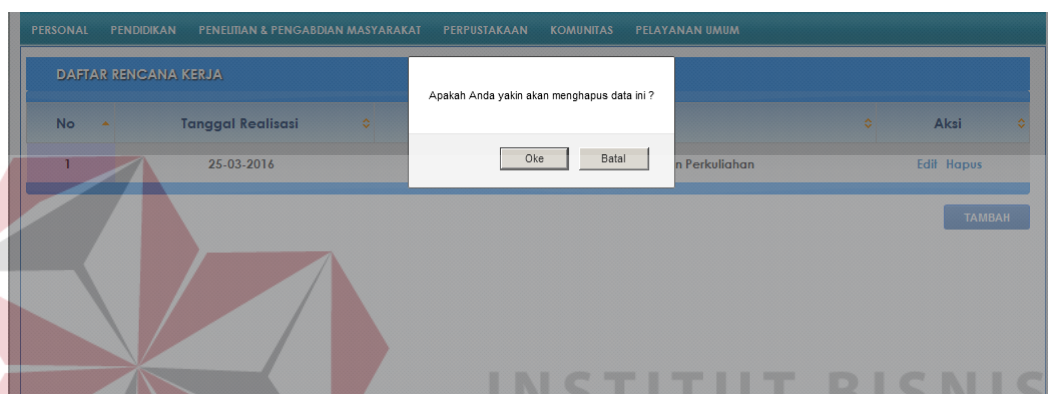 PERSONAL PENDIDIKAN PENELITIAN & PENGABDIAN MASYARAKAT PERPUSTAKAAN KOMUNITAS PELAYANAN UMUM
DAFTAR RENCANA KERJA
Apakah Anda yakin akan menghapus data ini ?
No Tanggal Realisasi Aksi
Oke Batal
1 25-03-2016 n Perkuliahan Edit Hapus
TAMBAH
INSTITUT BISNIS